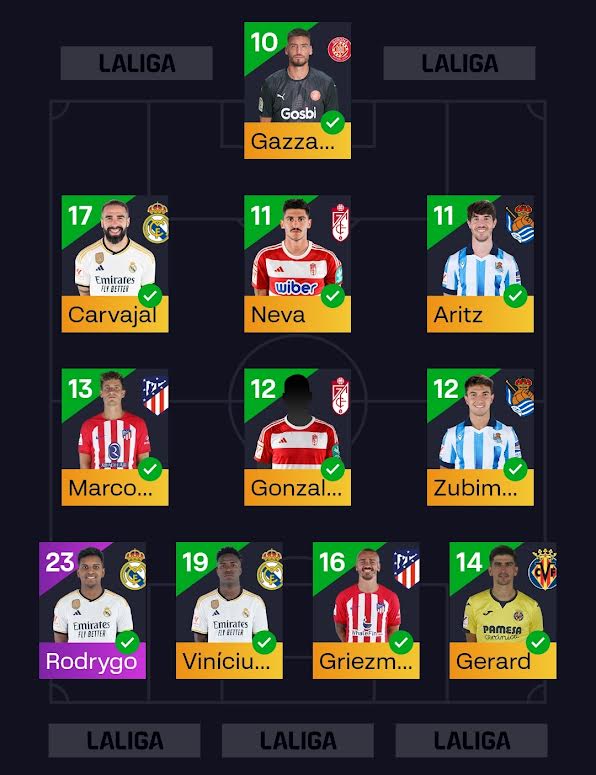 10
LALIGA
LALIGA
Gosbi
Gazza...
17
11
11
Emirates
FLY BETTER
wiber
Carvajal
Neva
Aritz
13
12
12
Marco...
Gonzal...
Zubim...
23
19
16
14
Emirates
FLY BETTER
Emirates
FLY BETTER
WhaleFin
PAMESA
cerámica
Rodrygo
Viníciu...
Griezm...
Gerard
LALIGA
LALIGA
LALIGA